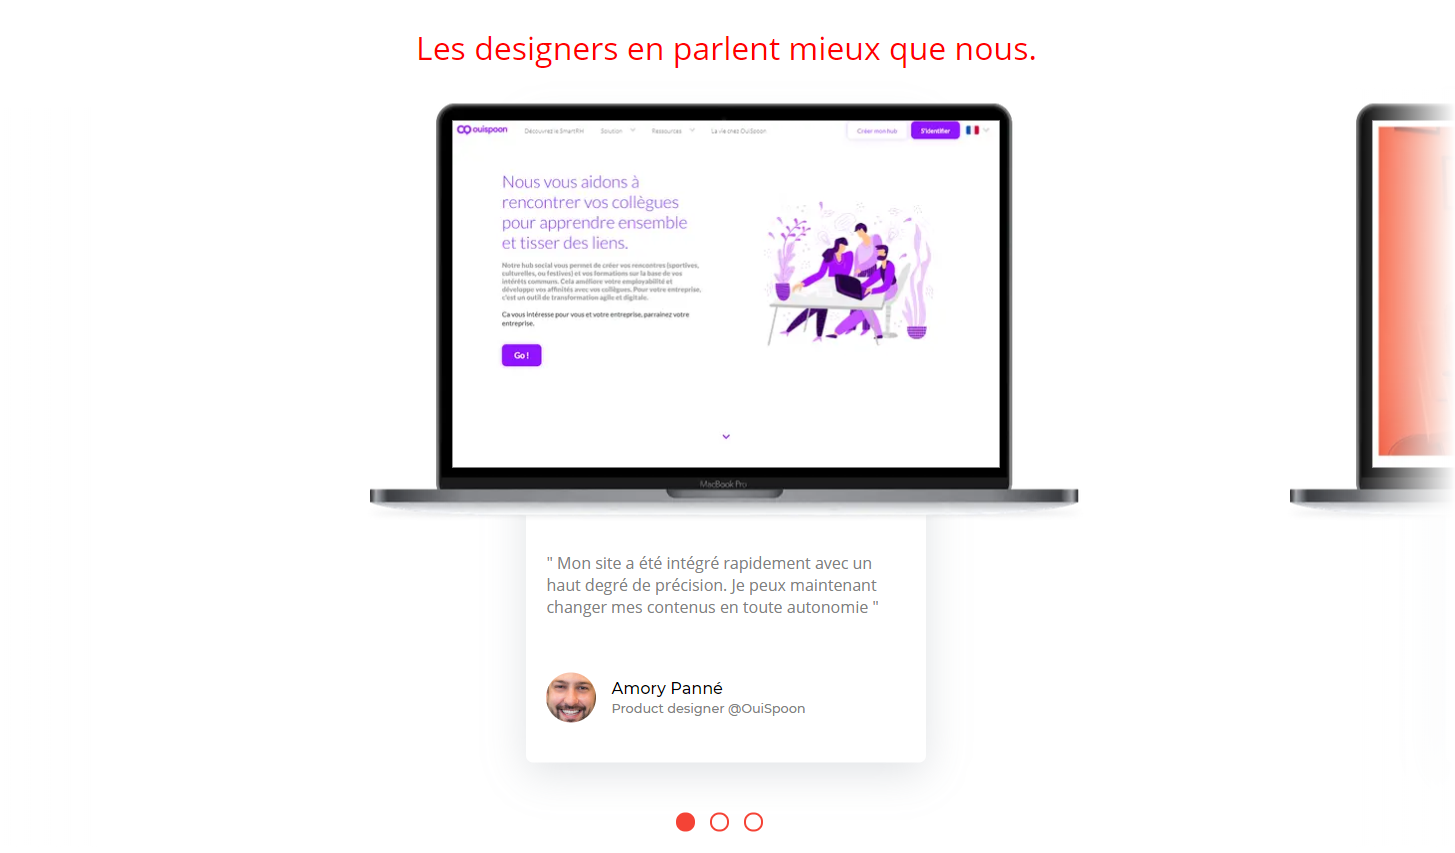 Les designers en parlent mieux que nous.
ouispoon Découvrez le SmartRH Solution Ressources La vie chez OuiSpoon Créer mon hub S'identifier
Nous vous aidons à
rencontrer vos collègues
pour apprendre ensemble
et tisser des liens.
Notre hub social vous permet de créer vos rencontres (sportives,
culturelles, ou festives) et vos formations sur la base de vos
intérêts communs. Cela améliore votre employabilité et
développe vos affinités avec vos collègues. Pour votre entreprise,
c'est un outil de transformation agile et digitale.
Ca vous intéresse pour vous et votre entreprise, parrainez votre
entreprise.
Go !
MacBook Pro
" Mon site a été intégré rapidement avec un
haut degré de précision. Je peux maintenant
changer mes contenus en toute autonomie "
Amory Panné
Product designer @OuiSpoon